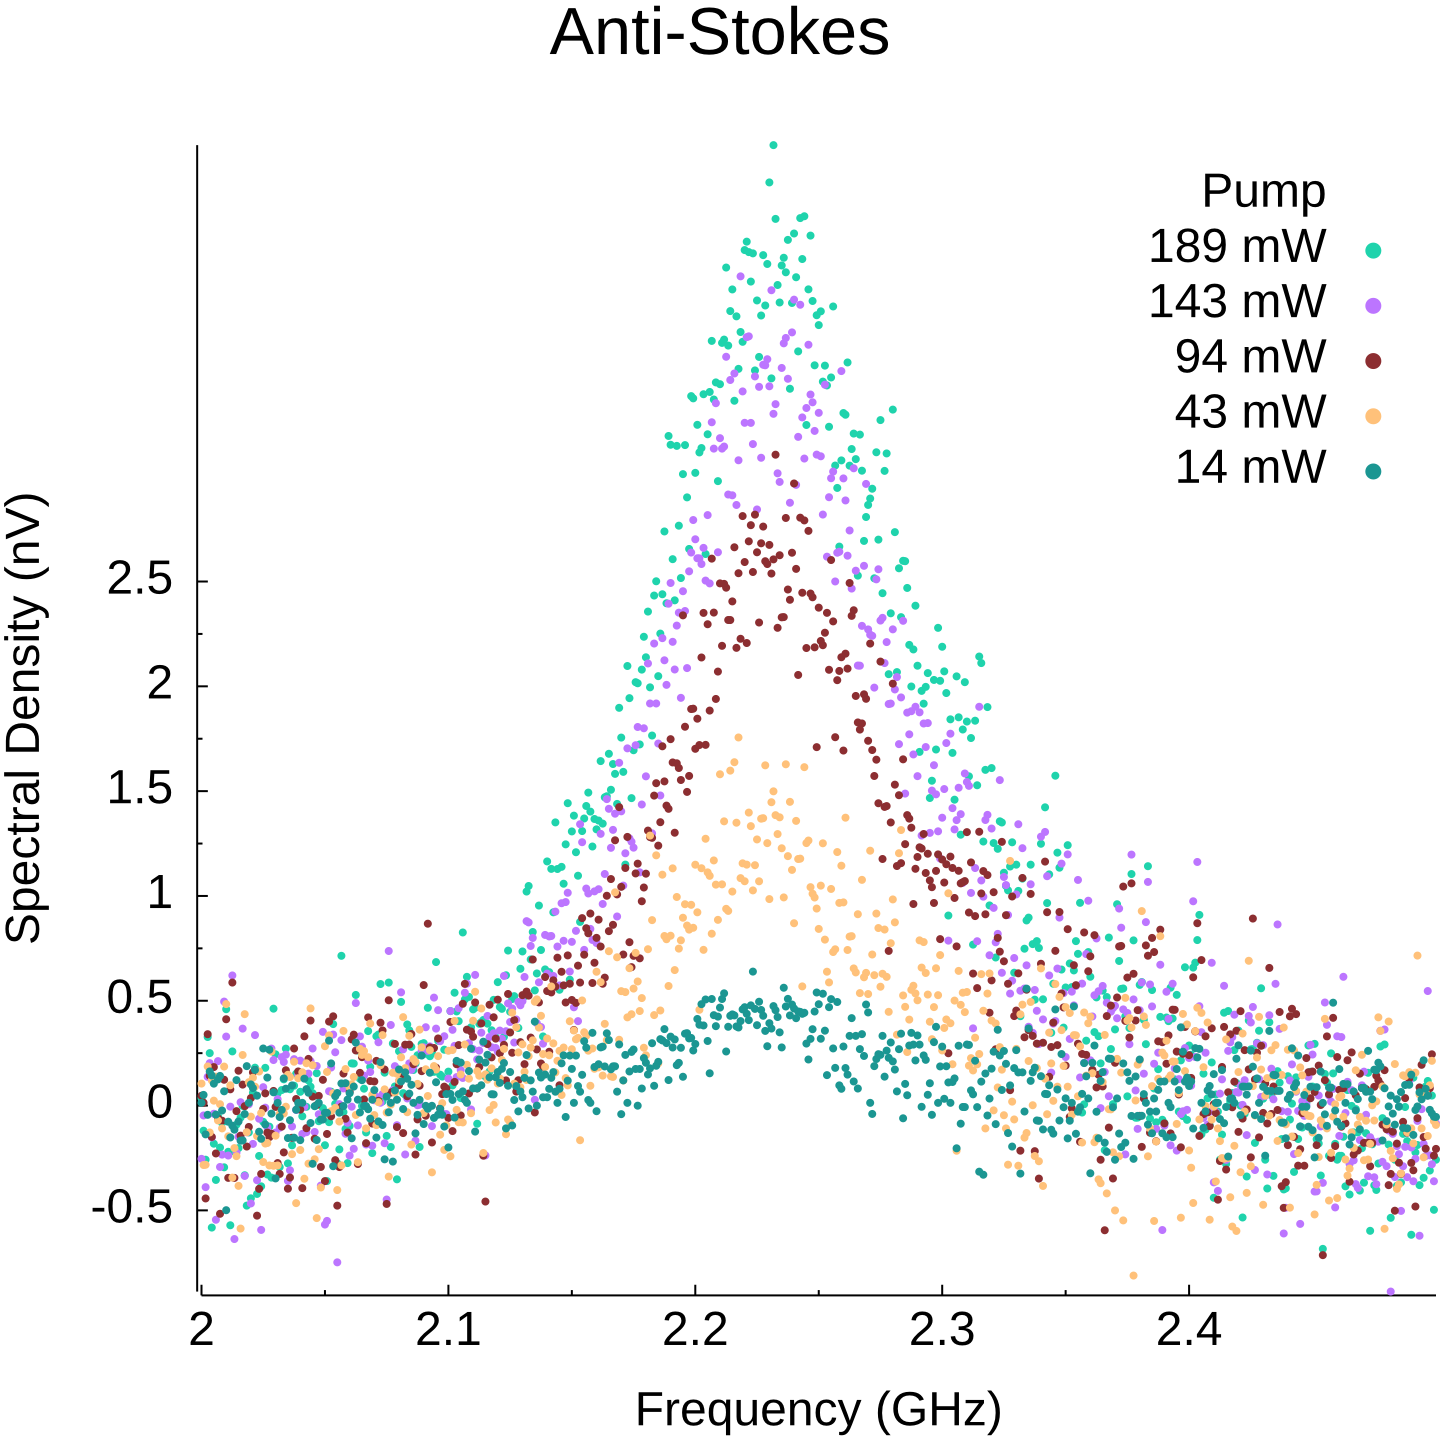 Anti-Stokes
Pump
189 mW
143 mW
94 mW
43 mW
14 mW
Spectral Density (nV)
2.5
2
1.5
1
0.5
0
-0.5
2 2.1 2.2 2.3 2.4
Frequency (GHz)